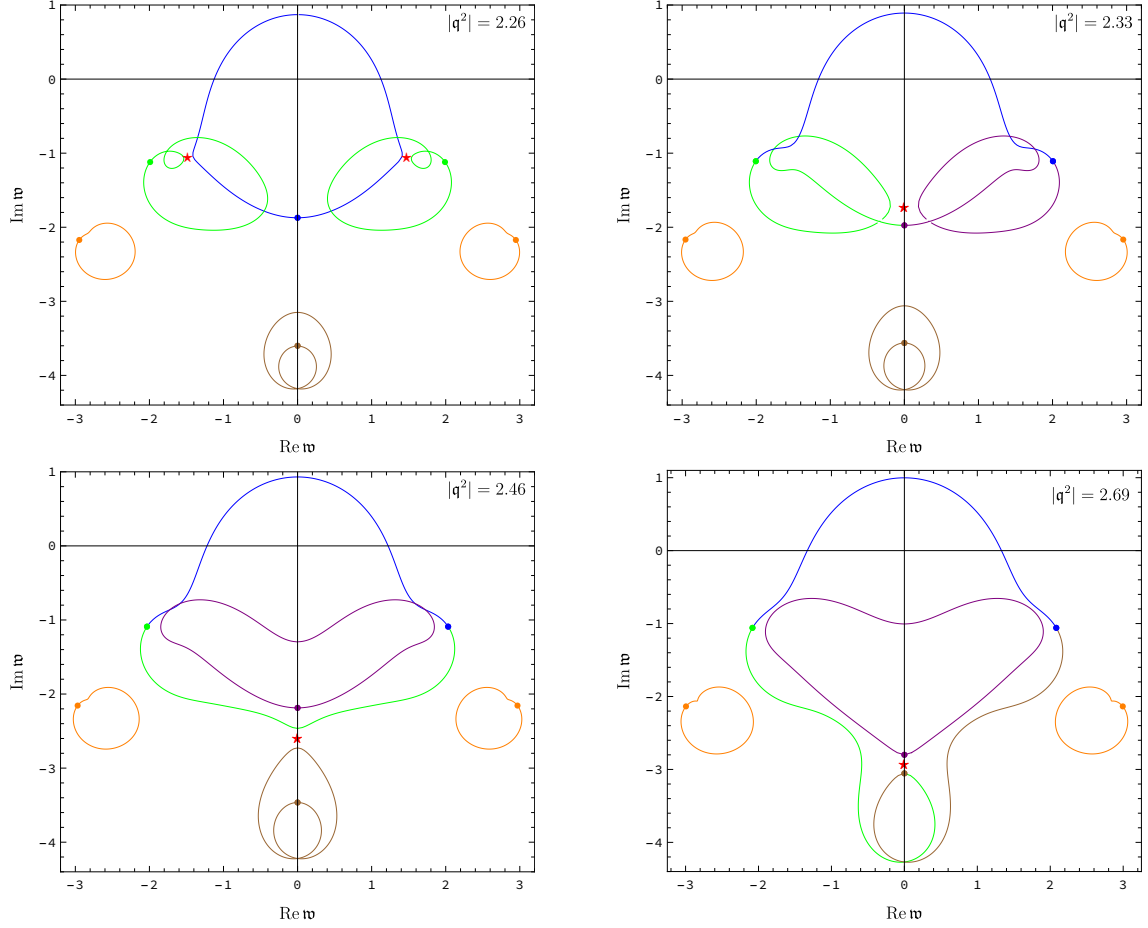 |𝔮²| = 2.26
1
0
−1
−2
−3
−4
Im 𝔴
−3 −2 −1 0 1 2 3
Re 𝔴
|𝔮²| = 2.33
1
0
−1
−2
−3
−4
Im 𝔴
−3 −2 −1 0 1 2 3
Re 𝔴
|𝔮²| = 2.46
1
0
−1
−2
−3
−4
Im 𝔴
−3 −2 −1 0 1 2 3
Re 𝔴
|𝔮²| = 2.69
1
0
−1
−2
−3
−4
Im 𝔴
−3 −2 −1 0 1 2 3
Re 𝔴